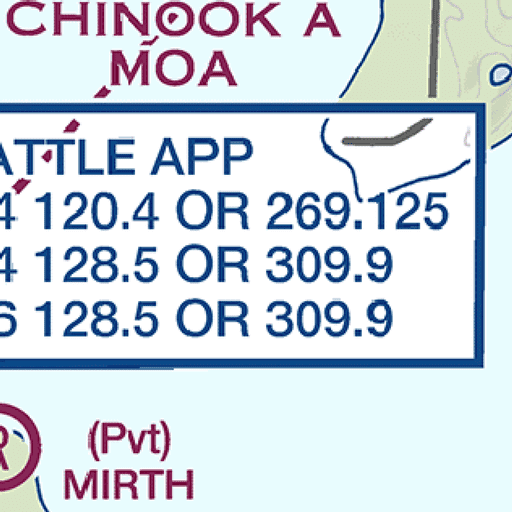 CHINOOK A
MOA
ATTLE APP
4 120.4 OR 269.125
4 128.5 OR 309.9
6 128.5 OR 309.9
R
(Pvt)
MIRTH